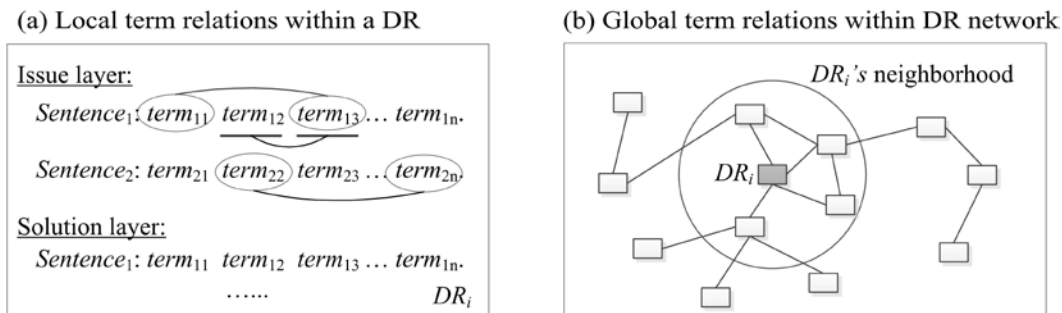 (a) Local term relations within a DR
Issue layer:
Sentence₁: term₁₁ term₁₂ term₁₃ … term₁ₙ.
Sentence₂: term₂₁ term₂₂ term₂₃ … term₂ₙ.
Solution layer:
Sentence₁: term₁₁ term₁₂ term₁₃ … term₁ₙ.
…...
DRᵢ
(b) Global term relations within DR network
DRᵢ's neighborhood
DRᵢ